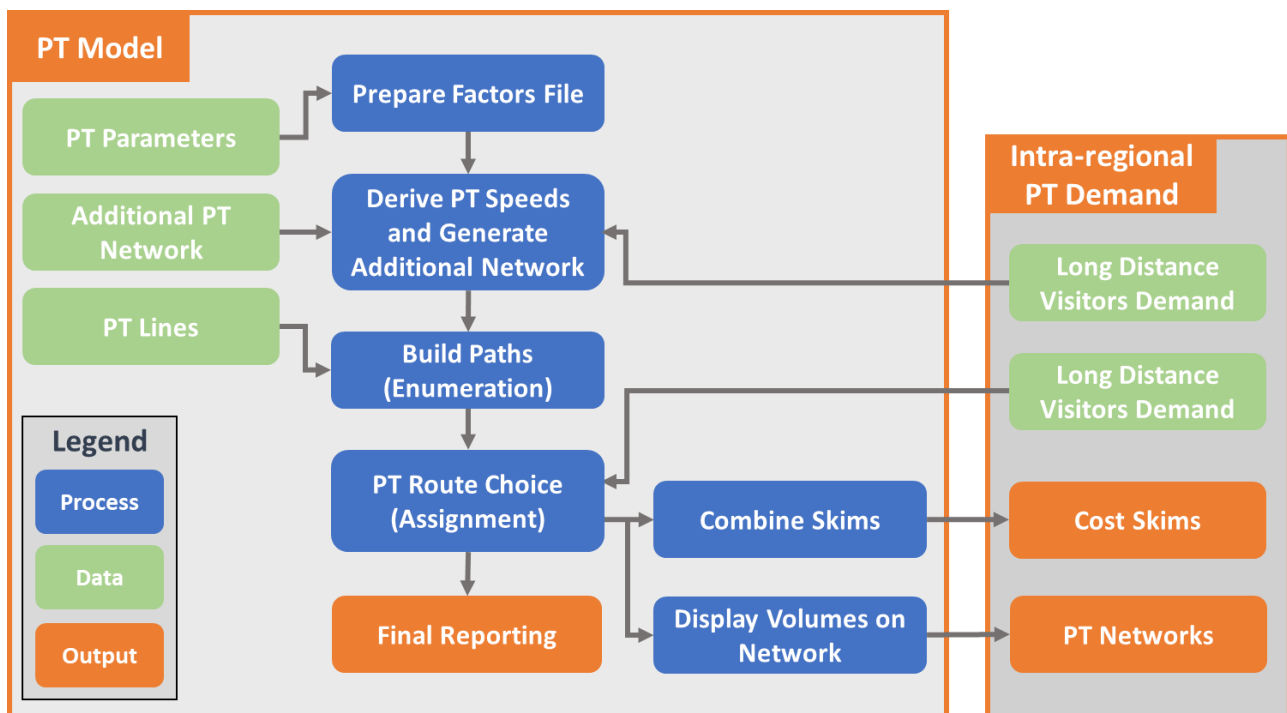 PT Model
Prepare Factors File
PT Parameters
Derive PT Speeds
and Generate
Additional Network
Additional PT
Network
PT Lines
Build Paths
(Enumeration)
PT Route Choice
(Assignment)
Combine Skims
Final Reporting
Display Volumes on
Network
Legend
Process
Data
Output
Intra-regional
PT Demand
Long Distance
Visitors Demand
Long Distance
Visitors Demand
Cost Skims
PT Networks